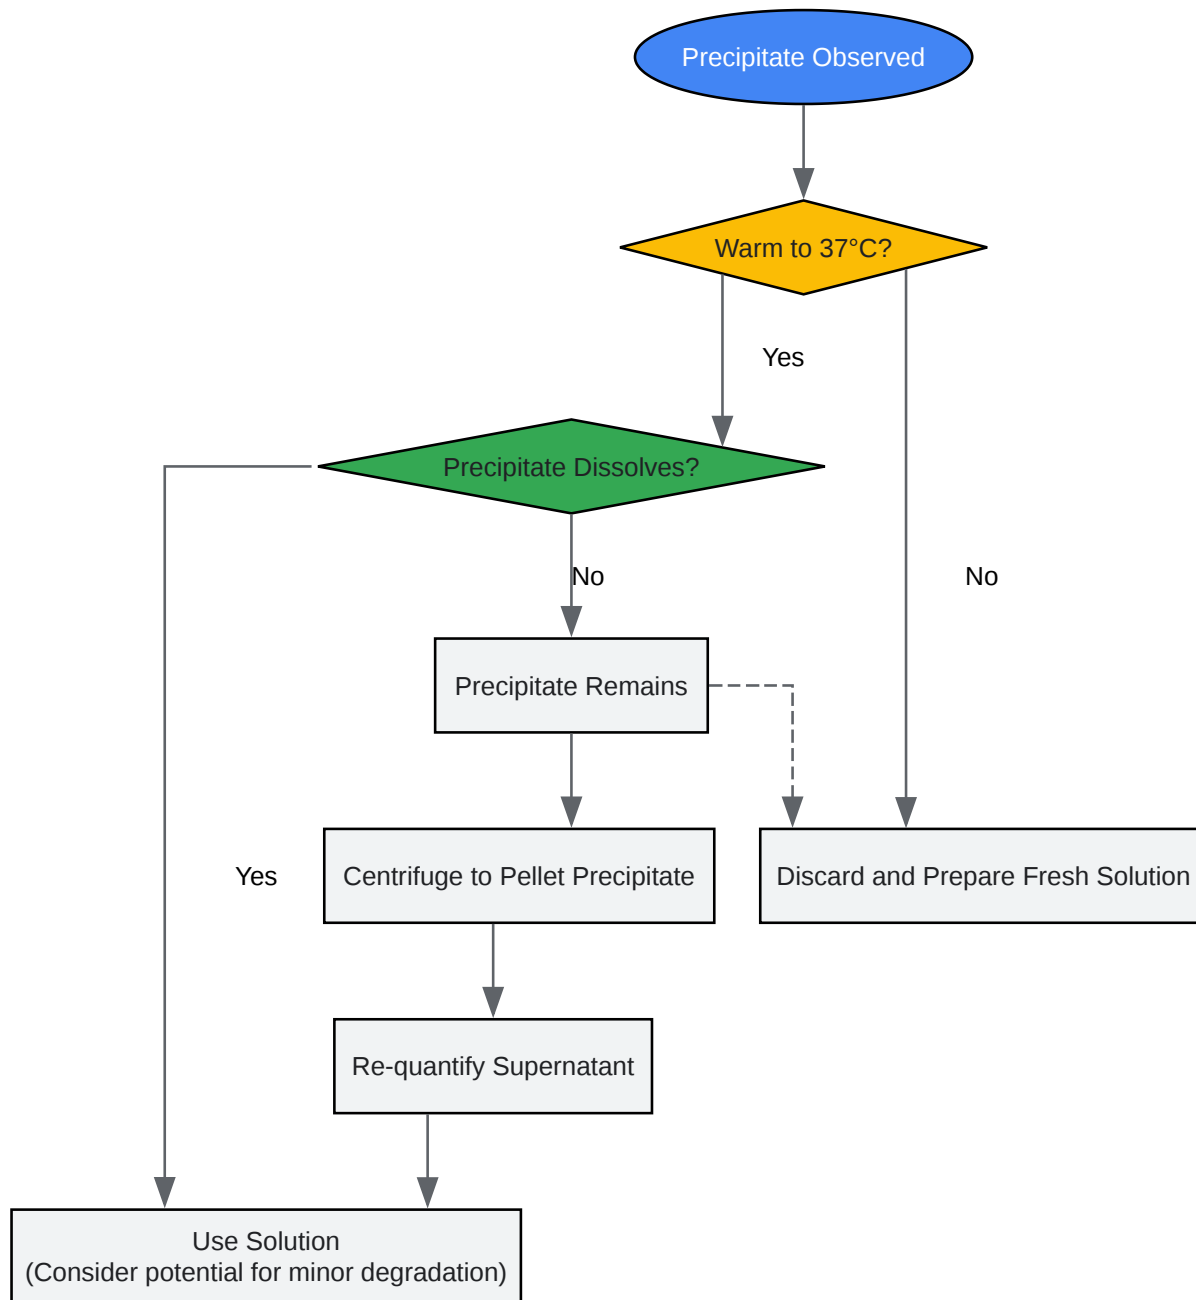 Precipitate Observed
Warm to 37°C?
Yes
Precipitate Dissolves?
No
No
Precipitate Remains
Yes
Centrifuge to Pellet Precipitate
Discard and Prepare Fresh Solution
Re-quantify Supernatant
Use Solution
(Consider potential for minor degradation)